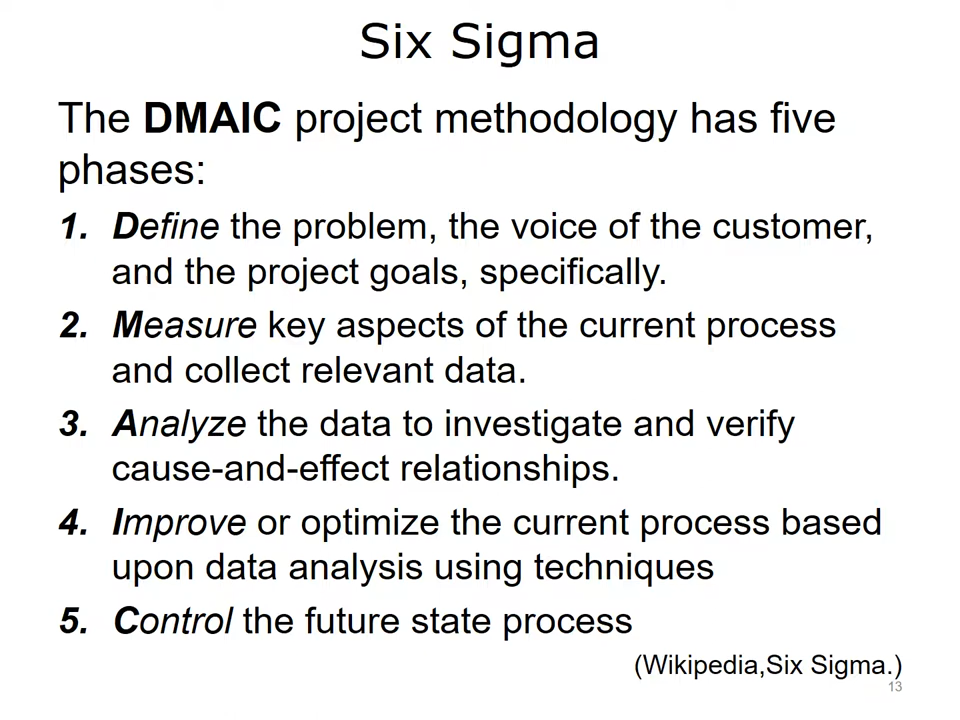 Six Sigma
The DMAIC project methodology has five
phases:
1. Define the problem, the voice of the customer,
and the project goals, specifically.
2. Measure key aspects of the current process
and collect relevant data.
3. Analyze the data to investigate and verify
cause-and-effect relationships.
4. Improve or optimize the current process based
upon data analysis using techniques
5. Control the future state process
(Wikipedia,Six Sigma.)
13